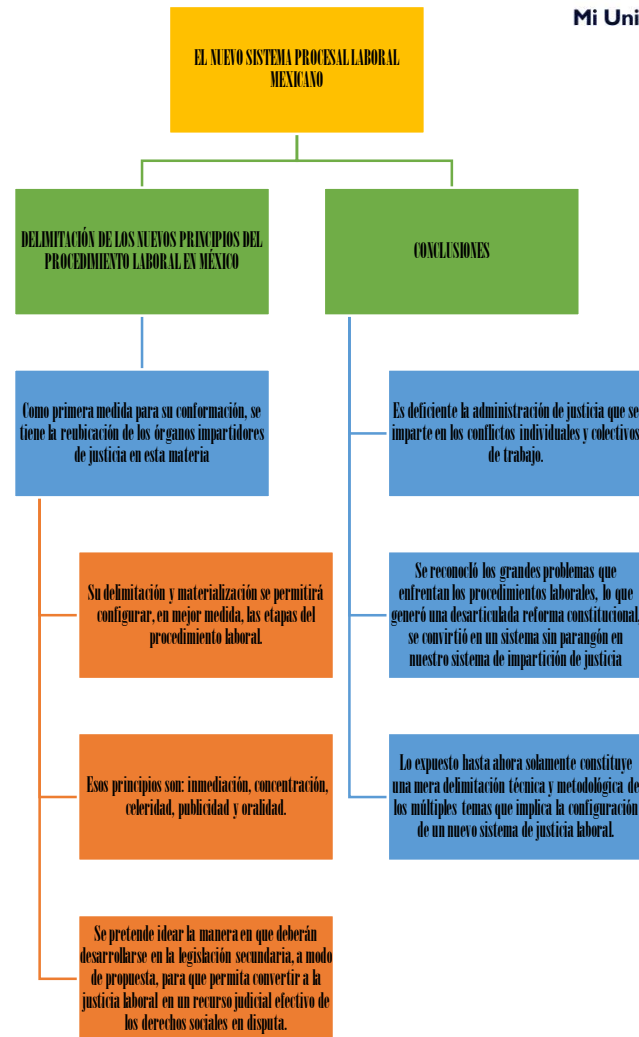 Mi Uni
EL NUEVO SISTEMA PROCESAL LABORAL
MEXICANO
DELIMITACIÓN DE LOS NUEVOS PRINCIPIOS DEL
PROCEDIMIENTO LABORAL EN MÉXICO
Como primera medida para su conformación, se
tiene la reubicación de los órganos impartidores
de justicia en esta materia
Su delimitación y materialización se permitirá
configurar, en mejor medida, las etapas del
procedimiento laboral.
Esos principios son: inmediación, concentración,
celeridad, publicidad y oralidad.
Se pretende idear la manera en que deberán
desarrollarse en la legislación secundaria, a modo
de propuesta, para que permita convertir a la
justicia laboral en un recurso judicial efectivo de
los derechos sociales en disputa.
CONCLUSIONES
Es deficiente la administración de justicia que se
imparte en los conflictos individuales y colectivos
de trabajo.
Se reconocló los grandes problemas que
enfrentan los procedimientos laborales, lo que
generó una desarticulada reforma constitucional,
se convirtió en un sistema sin parangón en
nuestro sistema de impartición de justicia
Lo expuesto hasta ahora solamente constituye
una mera delimitación técnica y metodológica de
los múltiples temas que implica la configuración
de un nuevo sistema de justicia laboral.